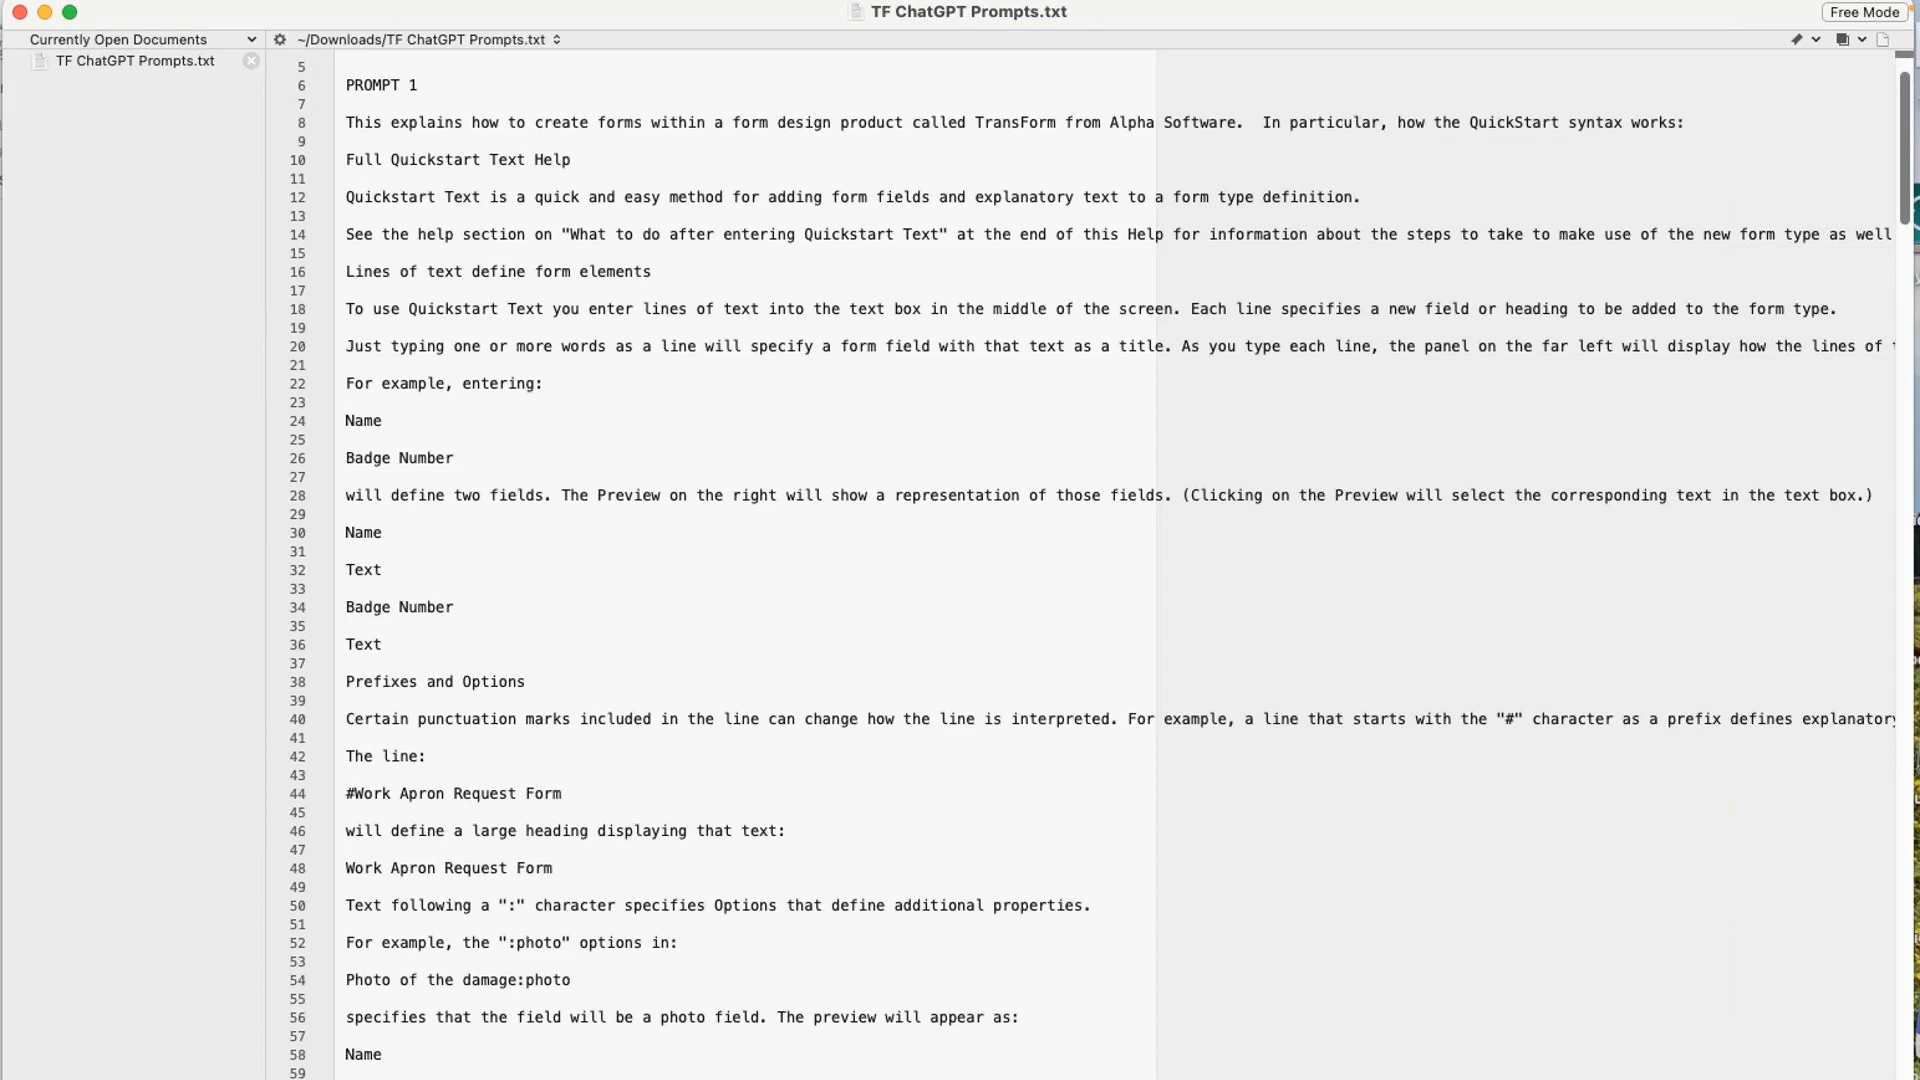 TF ChatGPT Prompts.txt
Free Mode
Currently Open Documents
~/Downloads/TF ChatGPT Prompts.txt
TF ChatGPT Prompts.txt
5
6 PROMPT 1
7
8 This explains how to create forms within a form design product called TransForm from Alpha Software.  In particular, how the QuickStart syntax works:
9
10 Full Quickstart Text Help
11
12 Quickstart Text is a quick and easy method for adding form fields and explanatory text to a form type definition.
13
14 See the help section on "What to do after entering Quickstart Text" at the end of this Help for information about the steps to take to make use of the new form type as well
15
16 Lines of text define form elements
17
18 To use Quickstart Text you enter lines of text into the text box in the middle of the screen. Each line specifies a new field or heading to be added to the form type.
19
20 Just typing one or more words as a line will specify a form field with that text as a title. As you type each line, the panel on the far left will display how the lines of
21
22 For example, entering:
23
24 Name
25
26 Badge Number
27
28 will define two fields. The Preview on the right will show a representation of those fields. (Clicking on the Preview will select the corresponding text in the text box.)
29
30 Name
31
32 Text
33
34 Badge Number
35
36 Text
37
38 Prefixes and Options
39
40 Certain punctuation marks included in the line can change how the line is interpreted. For example, a line that starts with the "#" character as a prefix defines explanatory
41
42 The line:
43
44 #Work Apron Request Form
45
46 will define a large heading displaying that text:
47
48 Work Apron Request Form
49
50 Text following a ":" character specifies Options that define additional properties.
51
52 For example, the ":photo" options in:
53
54 Photo of the damage:photo
55
56 specifies that the field will be a photo field. The preview will appear as:
57
58 Name
59